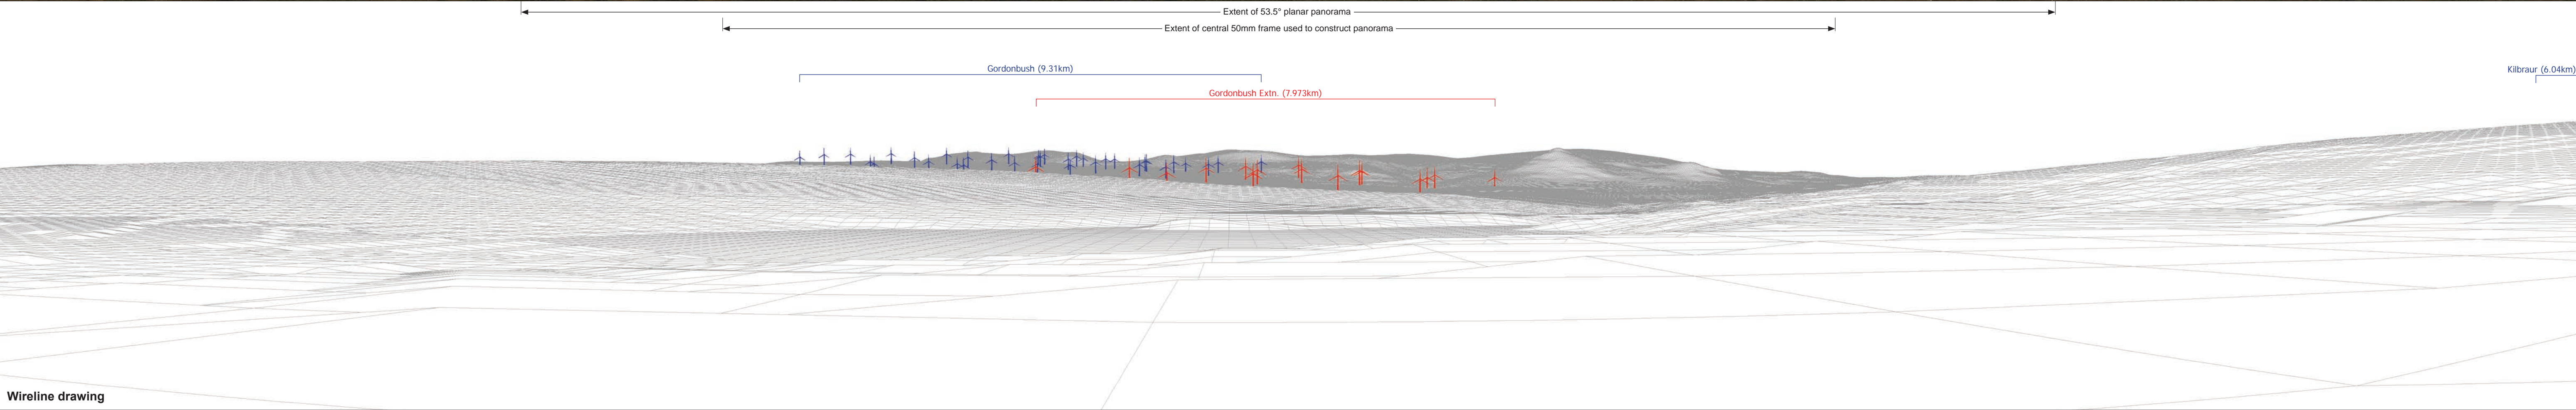 Extent of 53.5° planar panorama
Extent of central 50mm frame used to construct panorama
Gordonbush (9.31km)
Kilbraur (6.04km)
Gordonbush Extn. (7.973km)
Wireline drawing